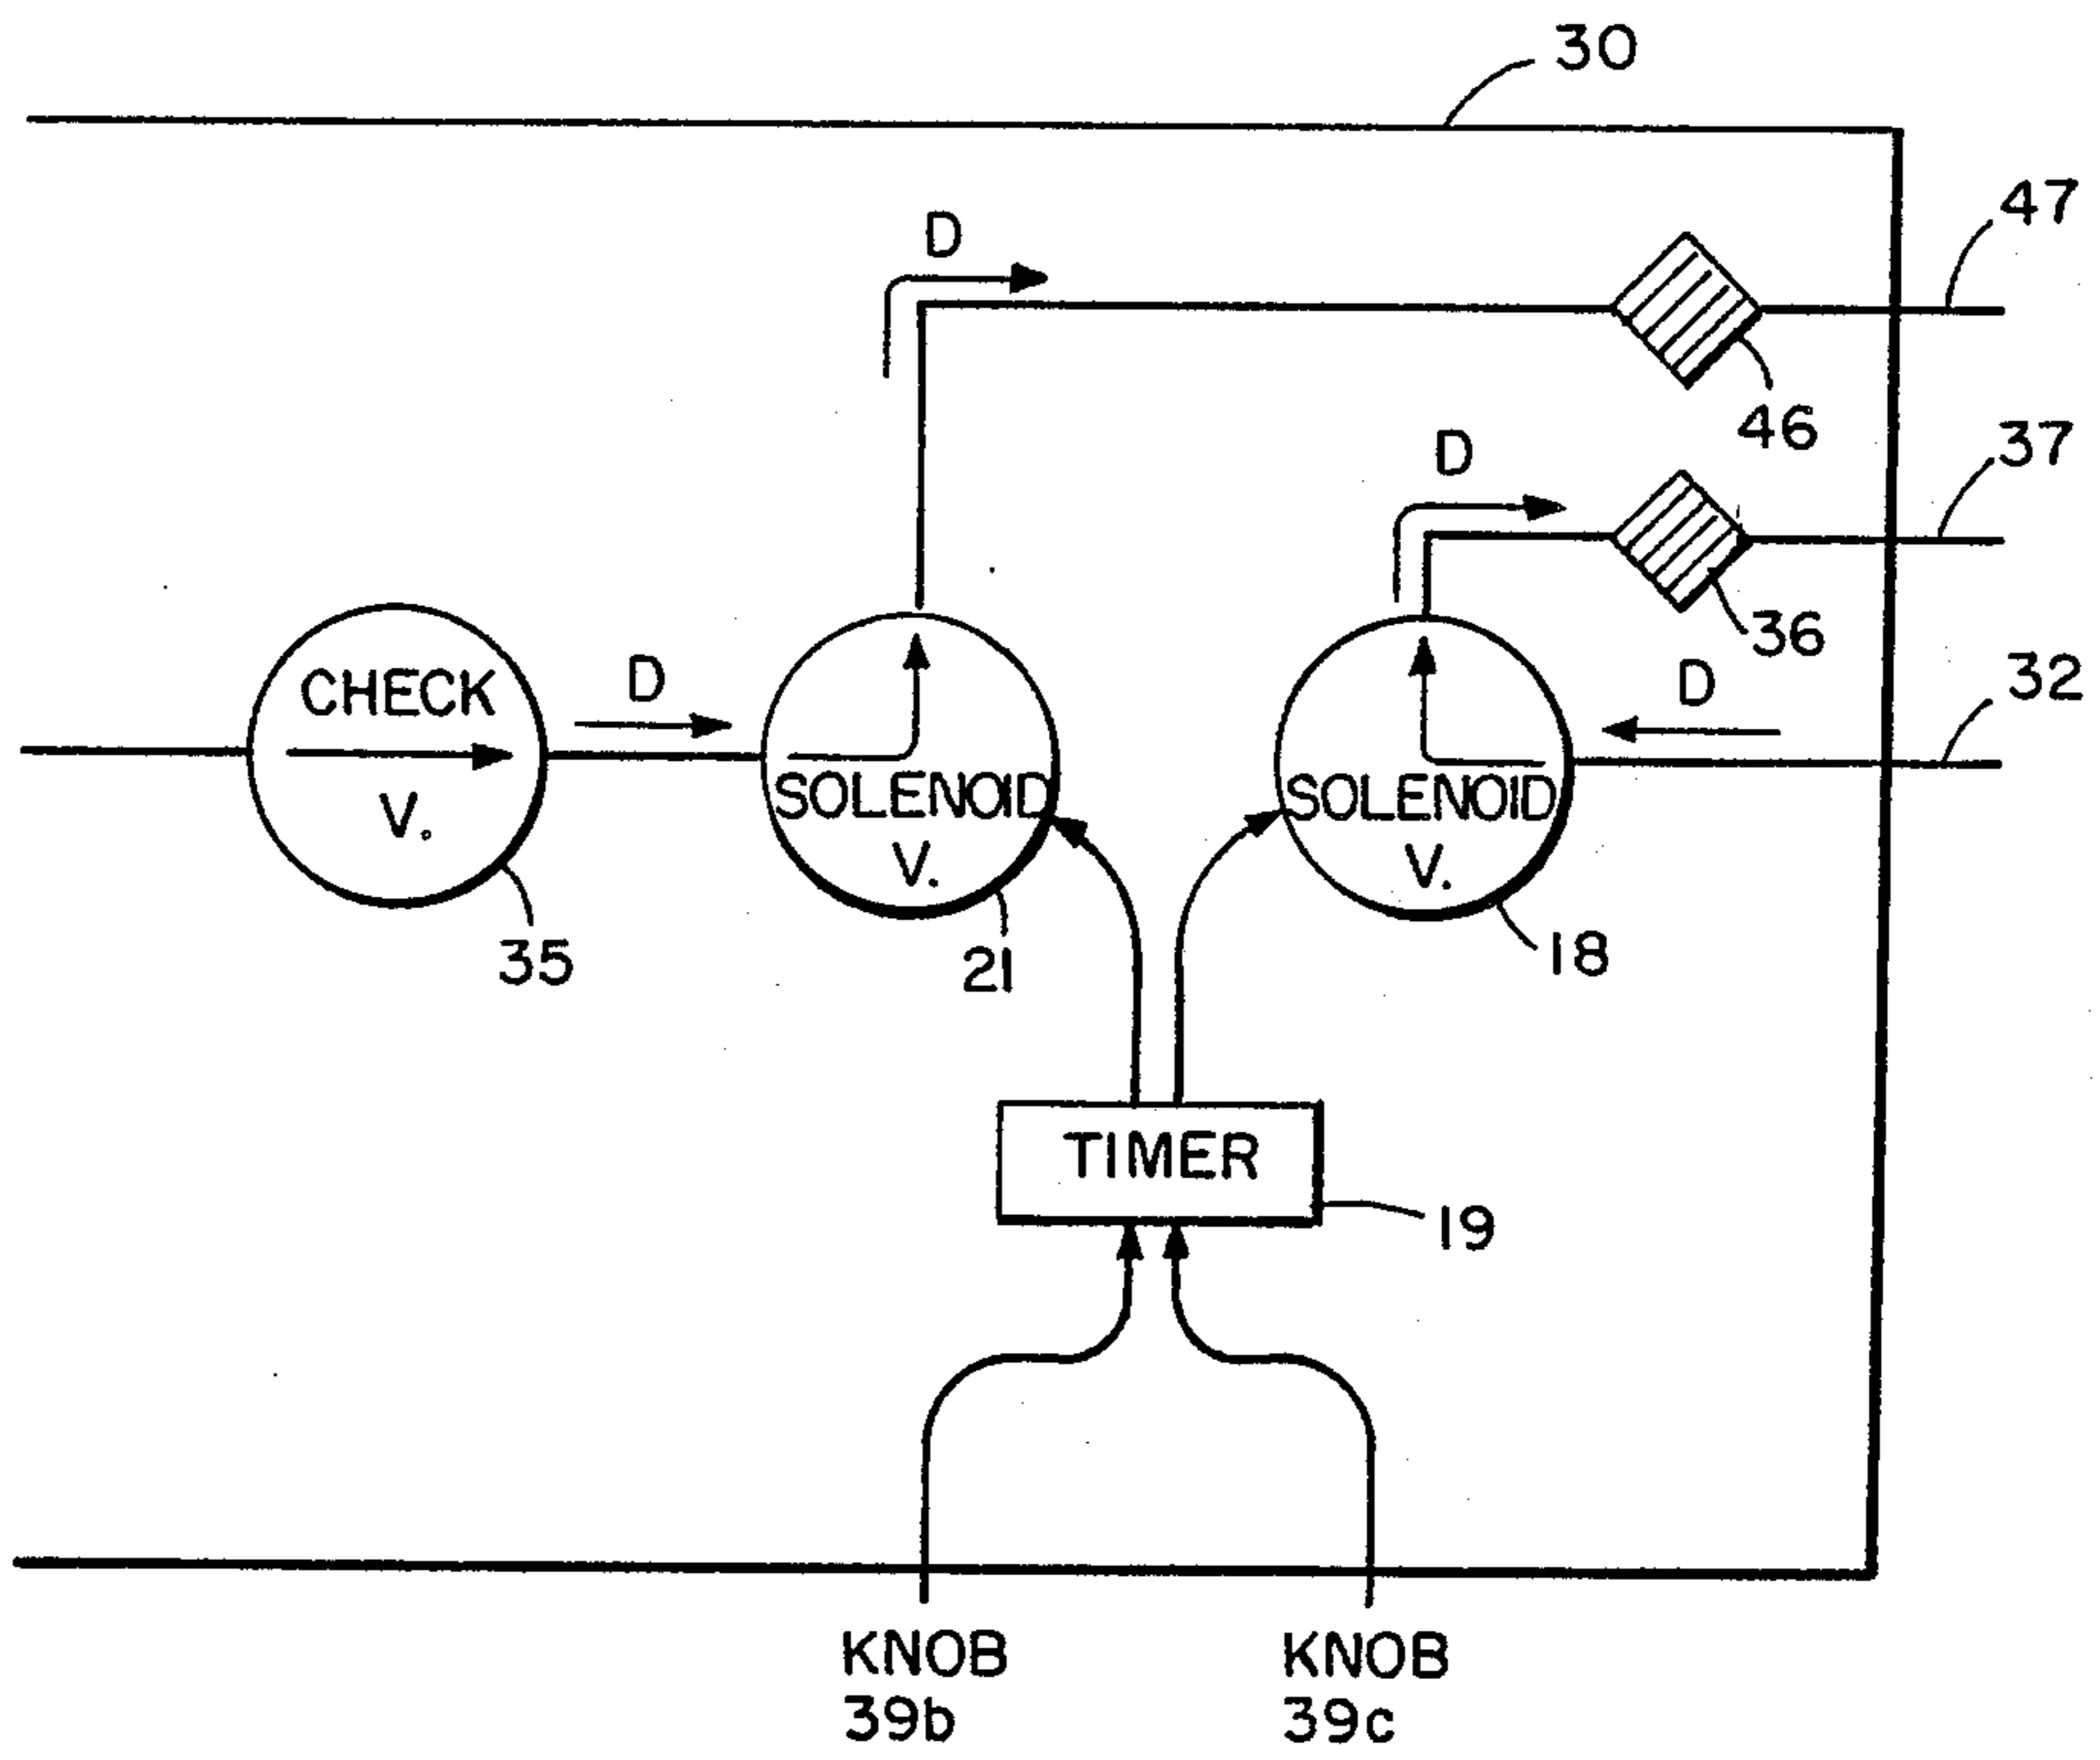 30
47
D
46
37
D
36
32
D
D
CHECK
V.
SOLENOID
V.
SOLENOID
V.
35
21
18
TIMER
19
KNOB
39b
KNOB
39c